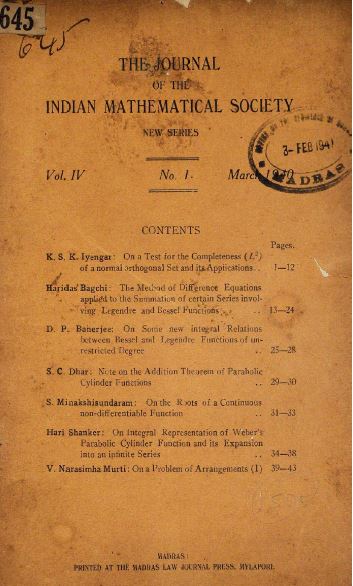 645
645
THE JOURNAL
OF THE
INDIAN MATHEMATICAL SOCIETY
NEW SERIES
Vol. IV No. 1. March 1940
3- FEB 1941
MADRAS
CONTENTS
Pages.
K. S. K. Iyengar: On a Test for the Completeness (L²)
of a normal orthogonal Set and its Applications .. 1—12
Haridas Bagchi: The Method of Difference Equations
applied to the Summation of certain Series invol-
ving Legendre and Bessel Functions .. 13—24
D. P. Banerjee: On Some new integral Relations
between Bessel and Legendre Functions of un-
restricted Degree .. 25—28
S. C. Dhar: Note on the Addition Theorem of Parabolic
Cylinder Functions .. 29—30
S. Minakshisundaram: On the Roots of a Continuous
non-differentiable Function .. 31—33
Hari Shanker: On Integral Representation of Weber's
Parabolic Cylinder Function and its Expansion
into an infinite Series .. 34—38
V. Narasimha Murti: On a Problem of Arrangements (I) 39—43
MADRAS:
PRINTED AT THE MADRAS LAW JOURNAL PRESS, MYLAPORE.